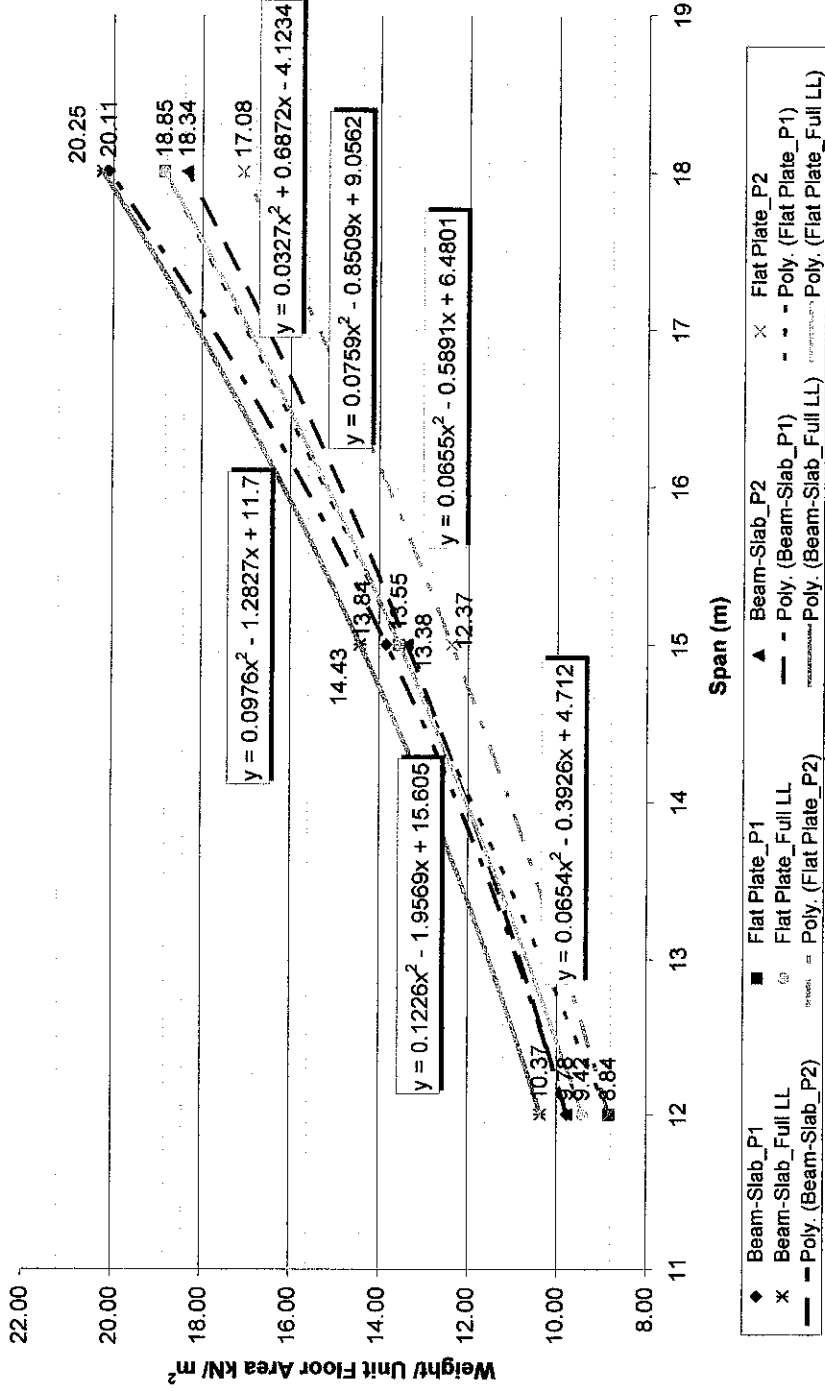 22.00
20.00
18.00
16.00
14.00
12.00
10.00
8.00
Weight/ Unit Floor Area kN/ m²
11
12
13
14
15
16
17
18
19
Span (m)
20.25
20.11
18.85
18.34
17.08
14.43
13.84
13.55
13.38
12.37
10.37
9.78
9.42
8.84
y = 0.0327x² + 0.6872x - 4.1234
y = 0.0759x² - 0.8509x + 9.0562
y = 0.0655x² - 0.5891x + 6.4801
y = 0.0976x² - 1.2827x + 11.7
y = 0.1226x² - 1.9569x + 15.605
y = 0.0654x² - 0.3926x + 4.712
Beam-Slab_P1
Flat Plate_P1
Beam-Slab_P2
Flat Plate_P2
Beam-Slab_Full LL
Flat Plate_Full LL
Poly. (Beam-Slab_P1)
Poly. (Flat Plate_P1)
Poly. (Beam-Slab_P2)
Poly. (Flat Plate_P2)
Poly. (Beam-Slab_Full LL)
Poly. (Flat Plate_Full LL)